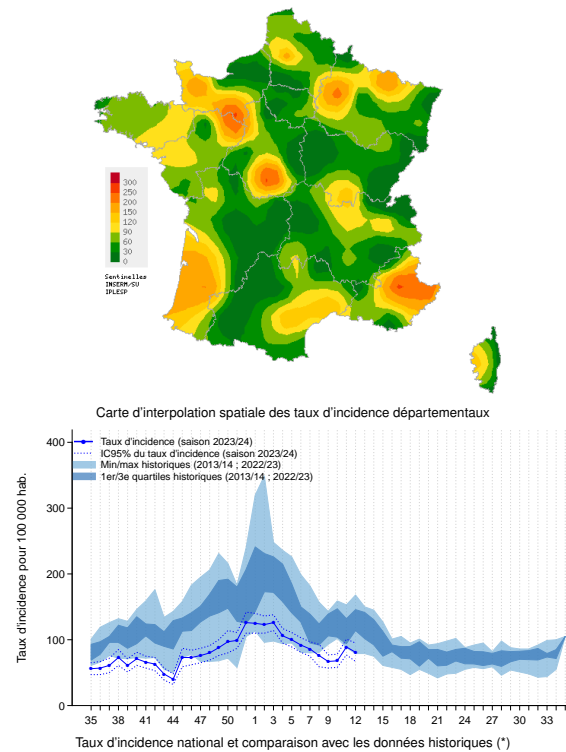 300
250
200
150
120
90
60
30
0
Sentinelles
INSERM/SU
IPLESP
Carte d'interpolation spatiale des taux d'incidence départementaux
Taux d'incidence pour 100 000 hab.
400
300
200
100
0
Taux d'incidence (saison 2023/24)
IC95% du taux d'incidence (saison 2023/24)
Min/max historiques (2013/14 ; 2022/23)
1er/3e quartiles historiques (2013/14 ; 2022/23)
35 38 41 44 47 50 1 3 5 7 9 12 15 18 21 24 27 30 33
Taux d'incidence national et comparaison avec les données historiques (*)